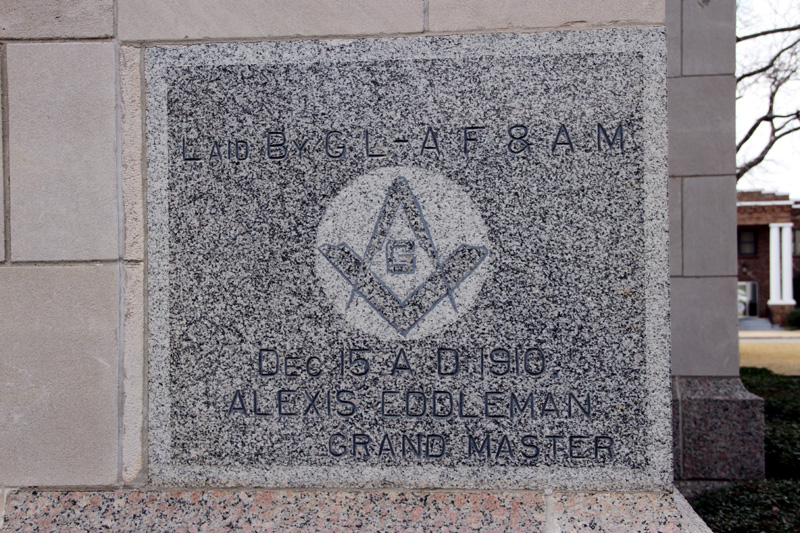 LAID BY G L - A F & A M
G
DEC 15 A D 1910.
ALEXIS EDDLEMAN
GRAND MASTER